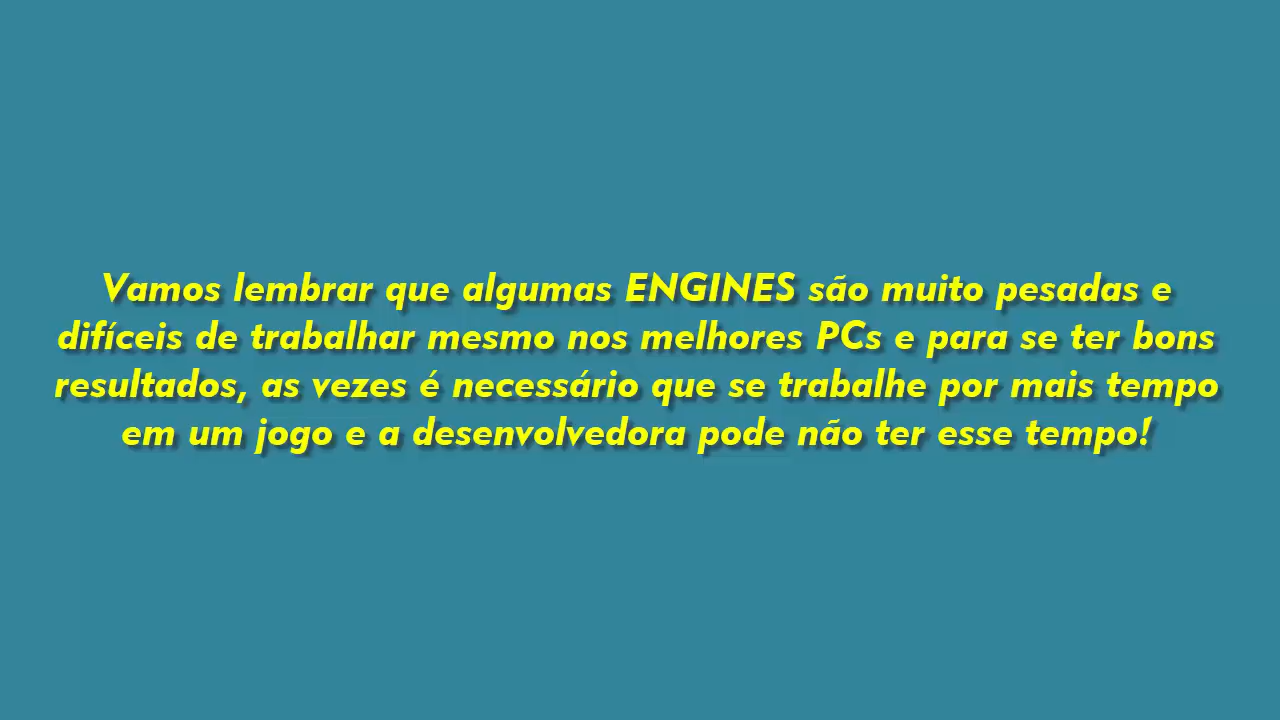 Vamos lembrar que algumas ENGINES são muito pesadas e
difíceis de trabalhar mesmo nos melhores PCs e para se ter bons
resultados, as vezes é necessário que se trabalhe por mais tempo
em um jogo e a desenvolvedora pode não ter esse tempo!